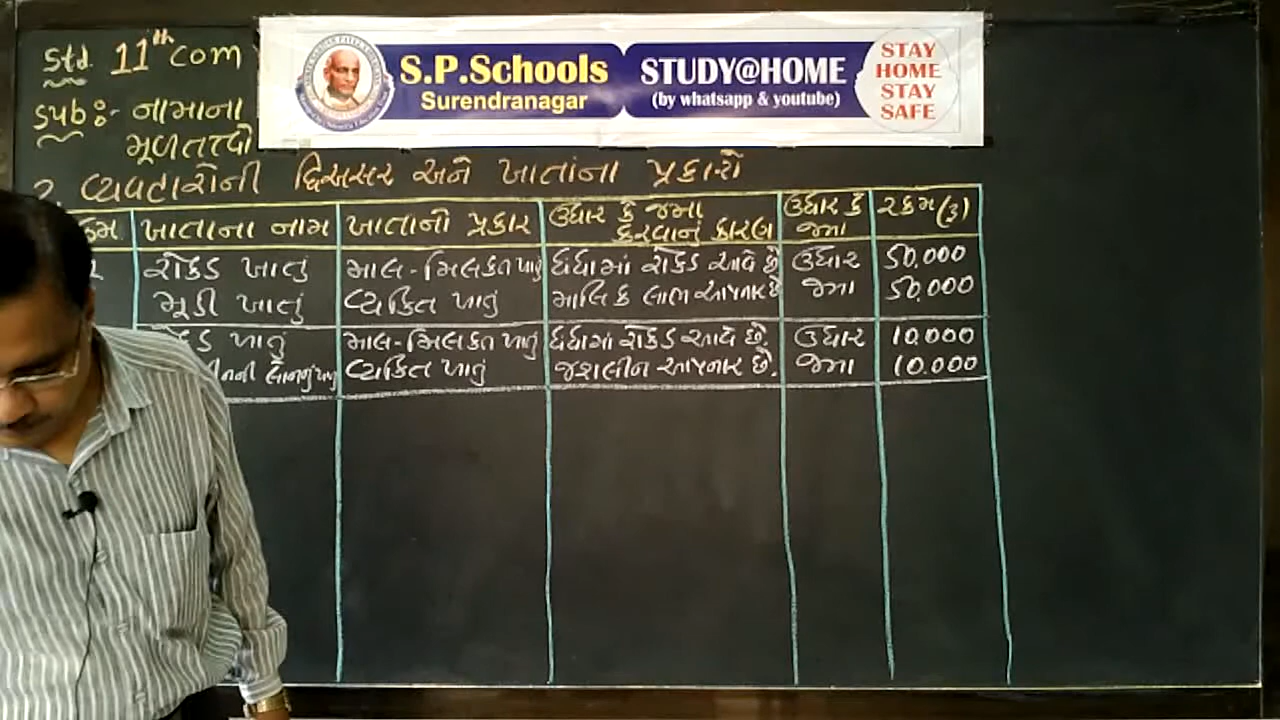 Std. 11th com
S.P.Schools
Surendranagar
STUDY@HOME
(by whatsapp & youtube)
STAY
HOME
STAY
SAFE
Sub :- નામાના
મૂળતત્ત્વો
2. વ્યવહારોની દ્વિઅસર અને ખાતાંના પ્રકારો
ખાતાના નામ ખાતાનો પ્રકાર ઉધાર કે જમા કરવાનું કારણ ઉધાર કે જમા રકમ(રૂ)
રોકડ ખાતું માલ-મિલકત ખાતું ધંધામાં રોકડ આવે છે ઉધાર 50,000
મૂડી ખાતું વ્યક્તિ ખાતું માલિક લાભ આપનાર છે જમા 50,000
ખાતું માલ-મિલકત ખાતું ધંધામાં રોકડ આવે છે. ઉધાર 10,000
વ્યક્તિ ખાતું જશલીન આપનાર છે. જમા 10,000